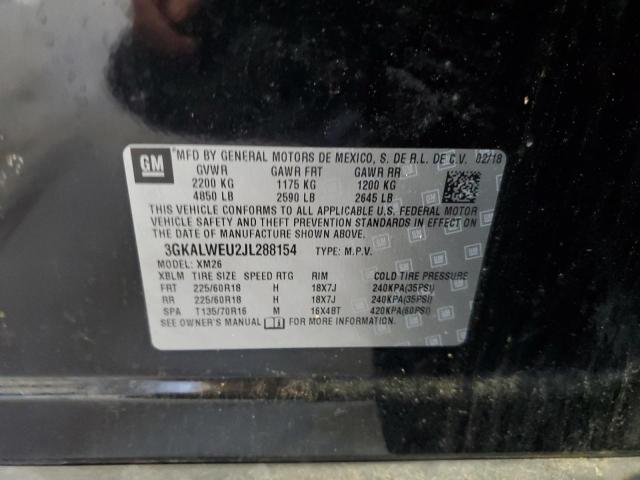 GM *MFD BY GENERAL MOTORS DE MEXICO, S. DE R.L. DE C.V. 02/18
GVWR GAWR FRT GAWR RR
2200 KG 1175 KG 1200 KG
4850 LB 2590 LB 2645 LB
THIS VEHICLE CONFORMS TO ALL APPLICABLE U.S. FEDERAL MOTOR
VEHICLE SAFETY AND THEFT PREVENTION STANDARDS IN EFFECT ON
THE DATE OF MANUFACTURE SHOWN ABOVE.
3GKALWEU2JL288154 TYPE: M.P.V.
MODEL: XM26
XBLM TIRE SIZE SPEED RTG RIM COLD TIRE PRESSURE
FRT 225/60R18 H 18X7J 240KPA(35PSI)
RR 225/60R18 H 18X7J 240KPA(35PSI)
SPA T135/70R16 M 16X4BT 420KPA(60PSI)
SEE OWNER'S MANUAL FOR MORE INFORMATION